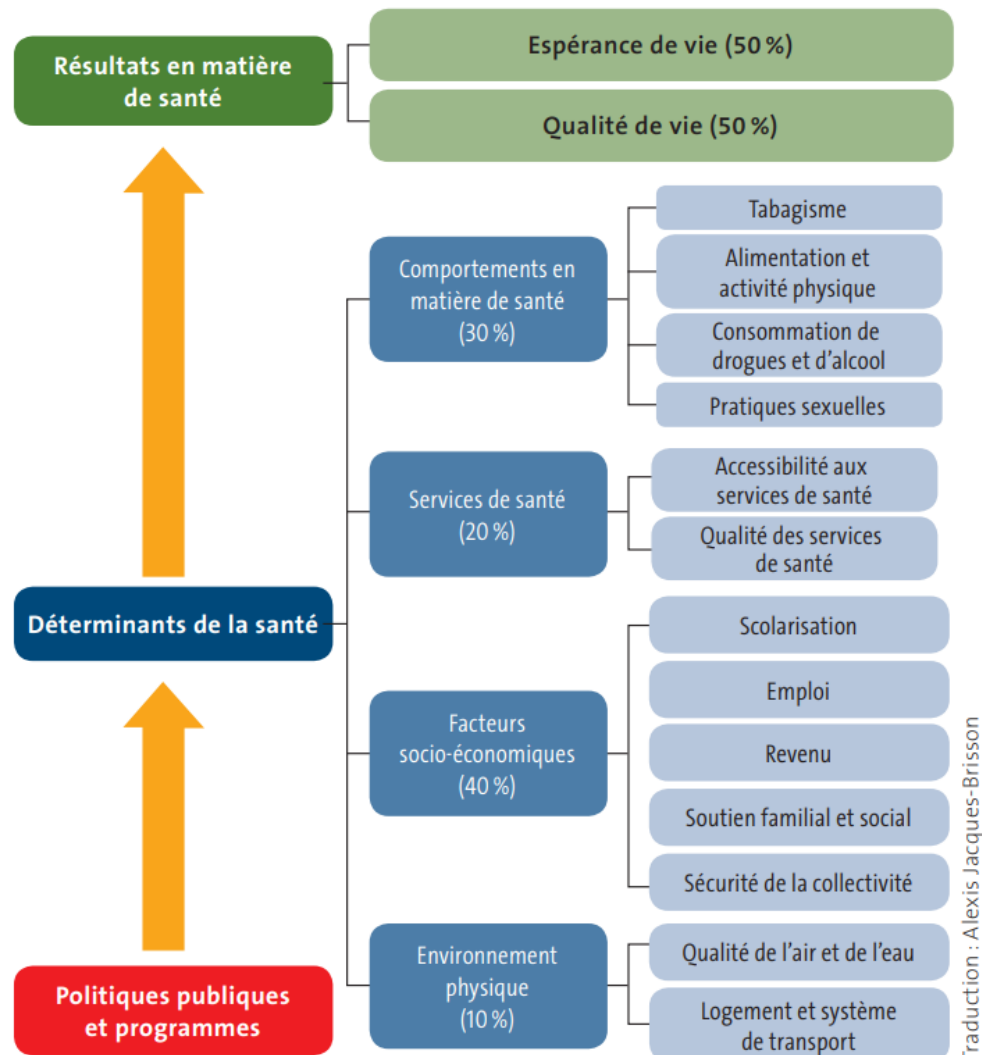 Résultats en matière
de santé
Espérance de vie (50 %)
Qualité de vie (50 %)
Déterminants de la santé
Comportements en
matière de santé
(30 %)
Tabagisme
Alimentation et
activité physique
Consommation de
drogues et d'alcool
Pratiques sexuelles
Services de santé
(20 %)
Accessibilité aux
services de santé
Qualité des services
de santé
Facteurs
socio-économiques
(40 %)
Scolarisation
Emploi
Revenu
Soutien familial et social
Sécurité de la collectivité
Environnement
physique
(10 %)
Qualité de l'air et de l'eau
Logement et système
de transport
Politiques publiques
et programmes
Traduction : Alexis Jacques-Brisson